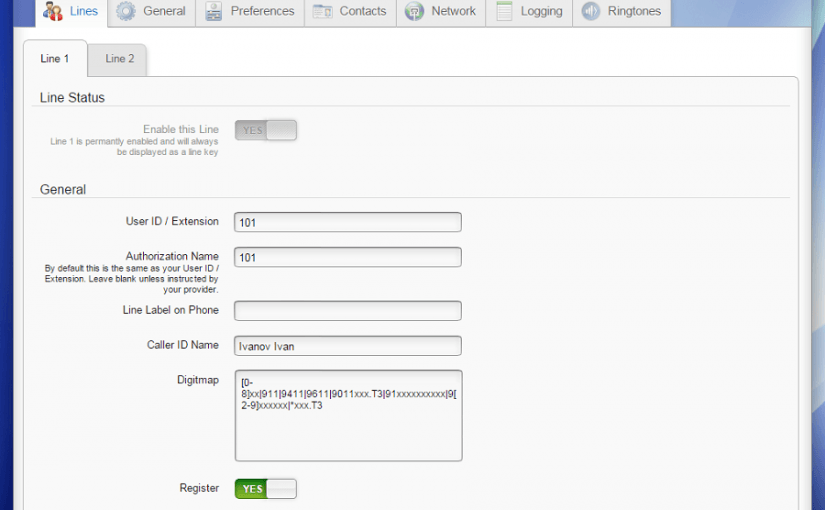 Lines General Preferences Contacts Network Logging Ringtones
Line 1 Line 2
Line Status
Enable this Line YES
Line 1 is permantly enabled and will always
be displayed as a line key
General
User ID / Extension 101
Authorization Name 101
By default this is the same as your User ID /
Extension. Leave blank unless instructed by
your provider.
Line Label on Phone
Caller ID Name Ivanov Ivan
Digitmap [0-
8]xx|911|9411|9611|9011xxx.T3|91xxxxxxxxxx|9[
2-9]xxxxxx|*xxx.T3
Register YES